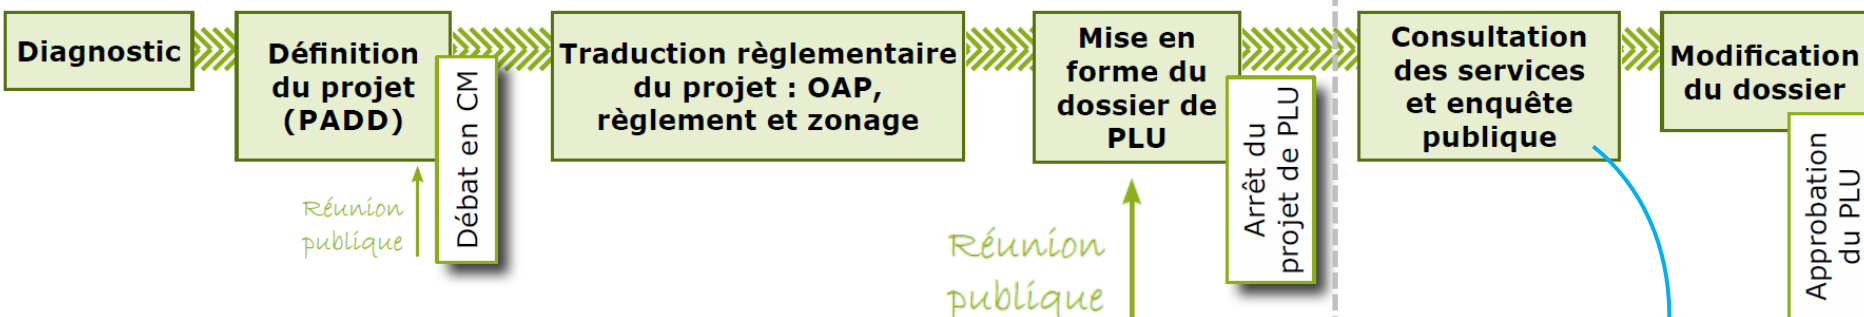 Diagnostic
Définition
du projet
(PADD)
Débat en CM
Réunion
publique
Traduction règlementaire
du projet : OAP,
règlement et zonage
Mise en
forme du
dossier de
PLU
Arrêt du
projet de PLU
Réunion
publique
Consultation
des services
et enquête
publique
Modification
du dossier
Approbation
du PLU